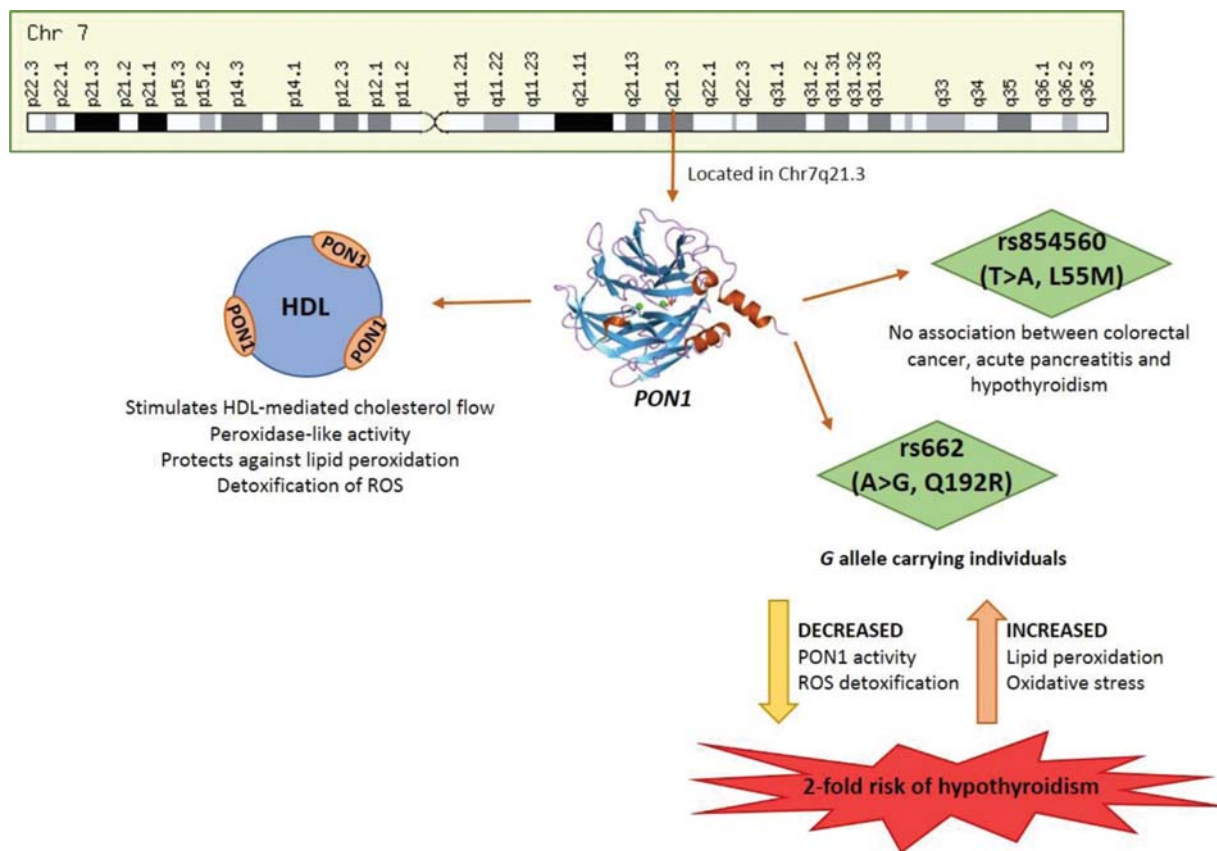 Chr 7
p22.3
p22.1
p21.3
p21.2
p21.1
p15.3
p15.2
p14.3
p14.1
p12.3
p12.1
p11.2
q11.21
q11.22
q11.23
q21.11
q21.13
q21.3
q22.1
q22.3
q31.1
q31.2
q31.31
q31.32
q31.33
q33
q34
q35
q36.1
q36.2
q36.3
Located in Chr7q21.3
PON1
HDL
PON1
PON1
Stimulates HDL-mediated cholesterol flow
Peroxidase-like activity
Protects against lipid peroxidation
Detoxification of ROS
PON1
rs854560
(T>A, L55M)
No association between colorectal
cancer, acute pancreatitis and
hypothyroidism
rs662
(A>G, Q192R)
G allele carrying individuals
DECREASED
PON1 activity
ROS detoxification
INCREASED
Lipid peroxidation
Oxidative stress
2-fold risk of hypothyroidism